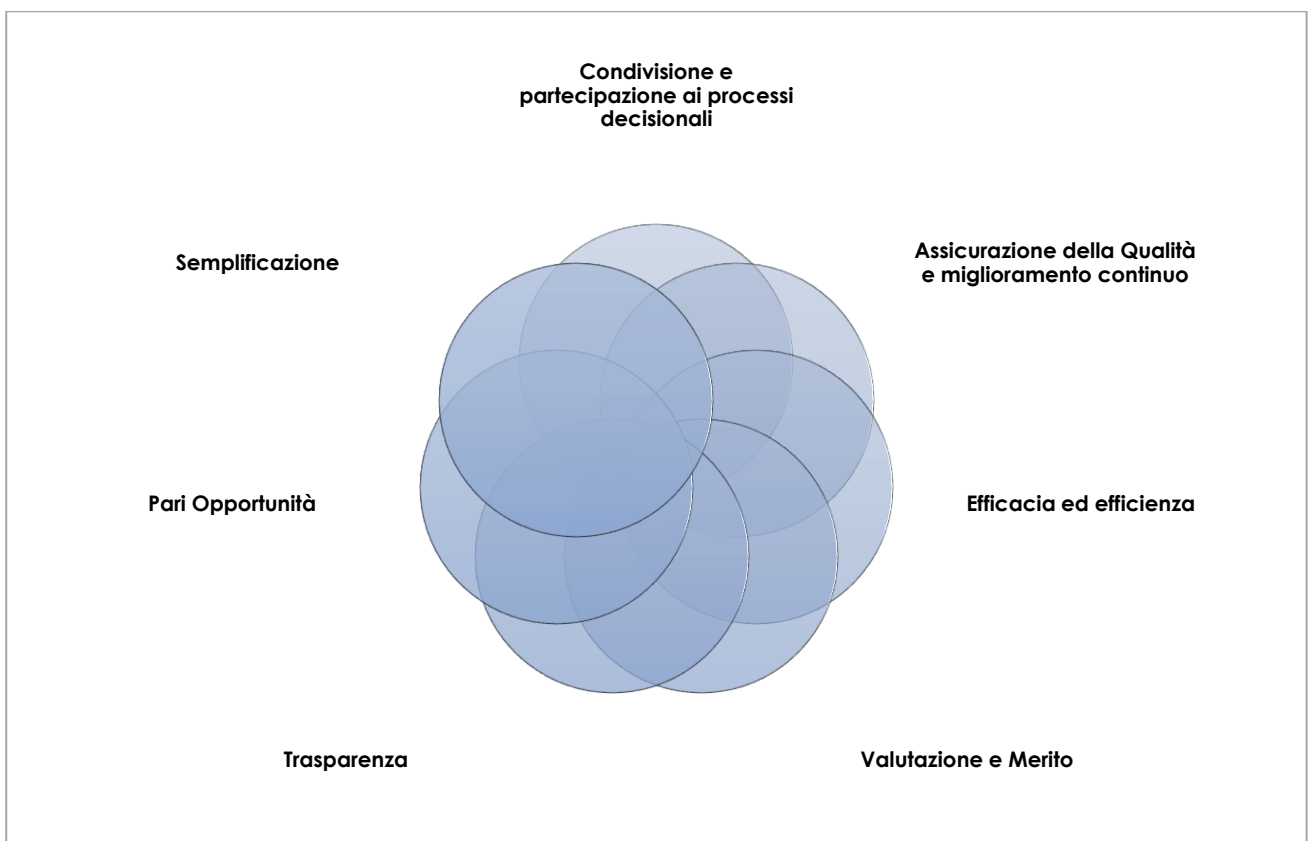 Condivisione e
partecipazione ai processi
decisionali
Semplificazione
Assicurazione della Qualità
e miglioramento continuo
Pari Opportunità
Efficacia ed efficienza
Trasparenza
Valutazione e Merito